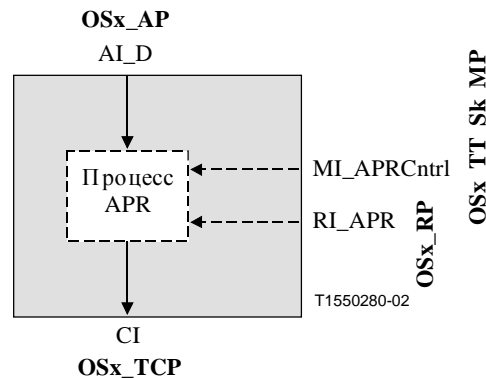 OSx_AP
AI_D
Процесс
APR
MI_APRCntrl
RI_APR
OSx_RP
OSx_TT_Sk_MP
T1550280-02
CI
OSx_TCP